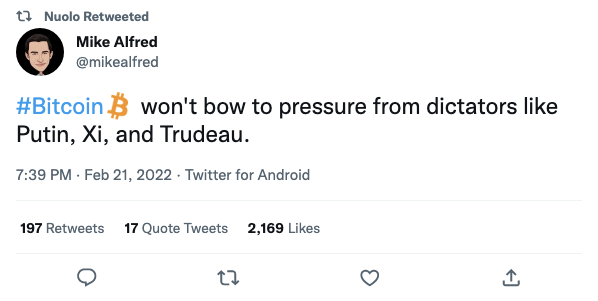 Nuolo Retweeted
Mike Alfred
@mikealfred
#Bitcoin won't bow to pressure from dictators like
Putin, Xi, and Trudeau.
7:39 PM · Feb 21, 2022 · Twitter for Android
197 Retweets 17 Quote Tweets 2,169 Likes